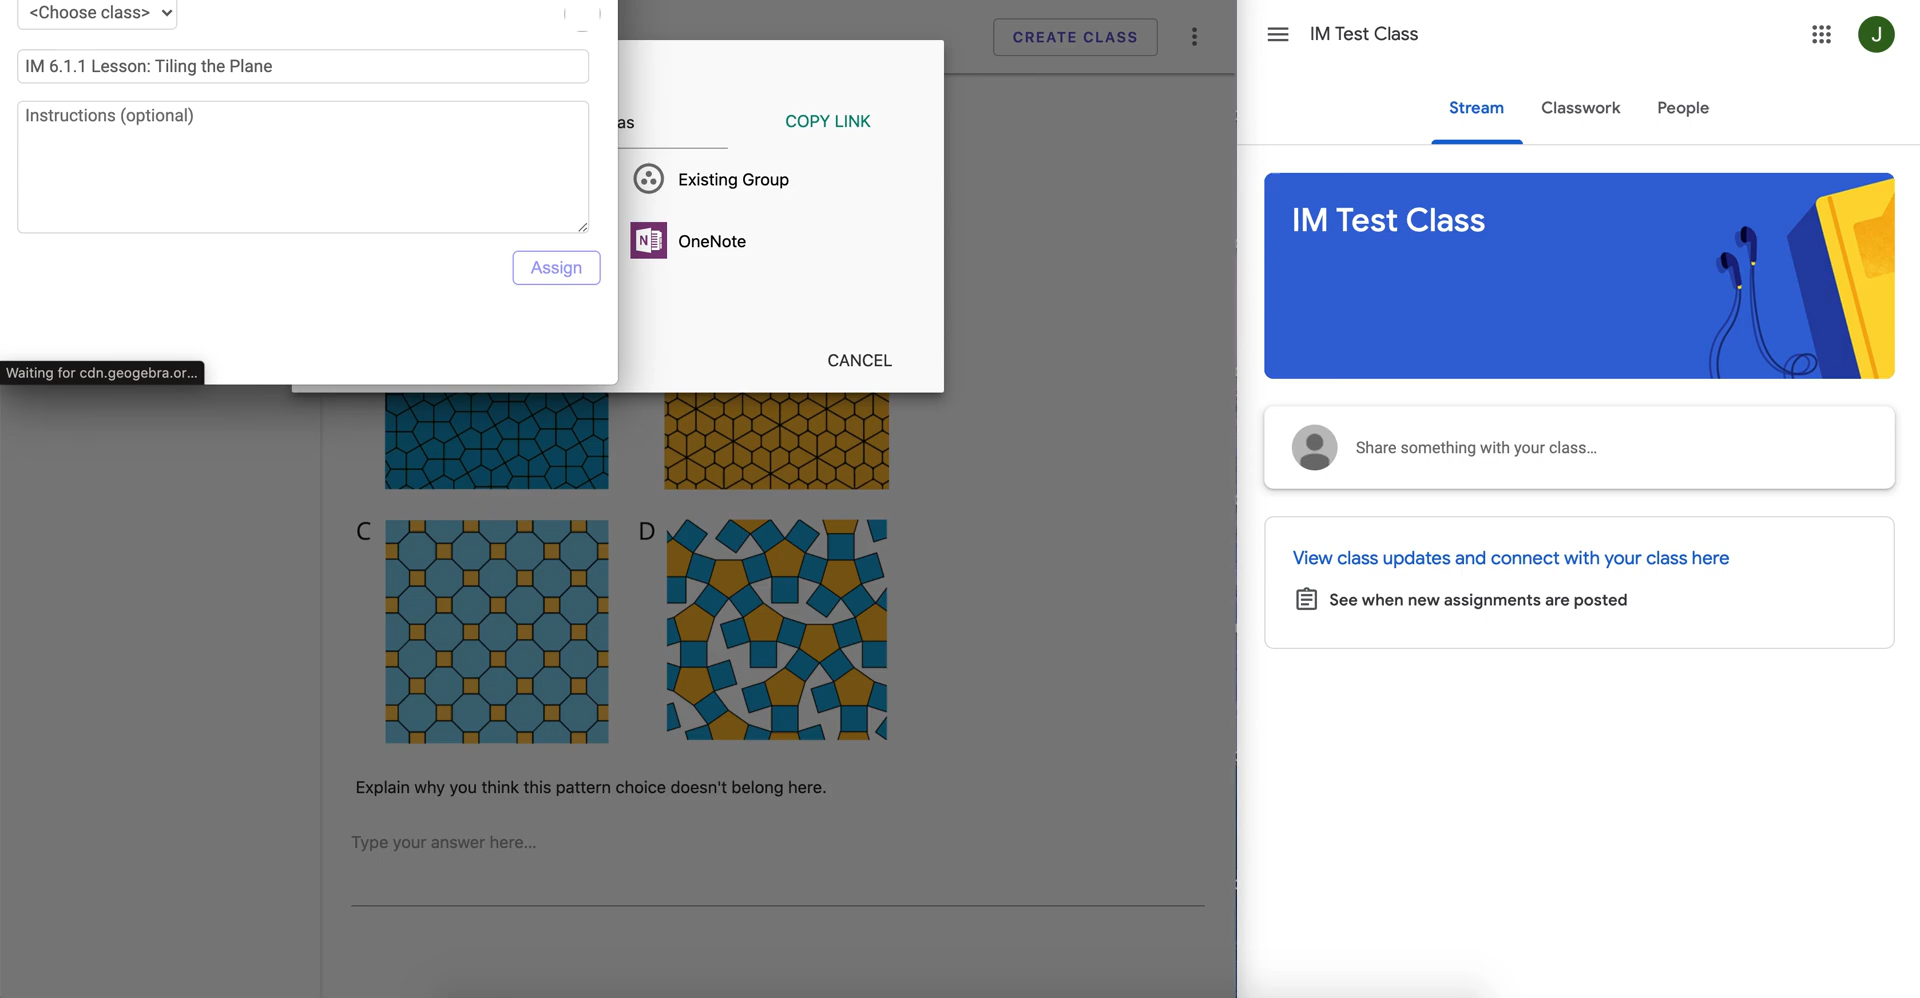 <Choose class>
IM 6.1.1 Lesson: Tiling the Plane
Instructions (optional)
Assign
Waiting for cdn.geogebra.or...
CREATE CLASS
as
COPY LINK
Existing Group
N
OneNote
CANCEL
C
D
Explain why you think this pattern choice doesn't belong here.
Type your answer here...
IM Test Class
J
Stream
Classwork
People
IM Test Class
Share something with your class...
View class updates and connect with your class here
See when new assignments are posted